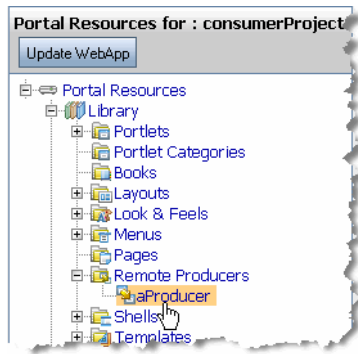 Portal Resources for : consumerProject
Update WebApp
Portal Resources
Library
Portlets
Portlet Categories
Books
Layouts
Look & Feels
Menus
Pages
Remote Producers
aProducer
Shells
Templates